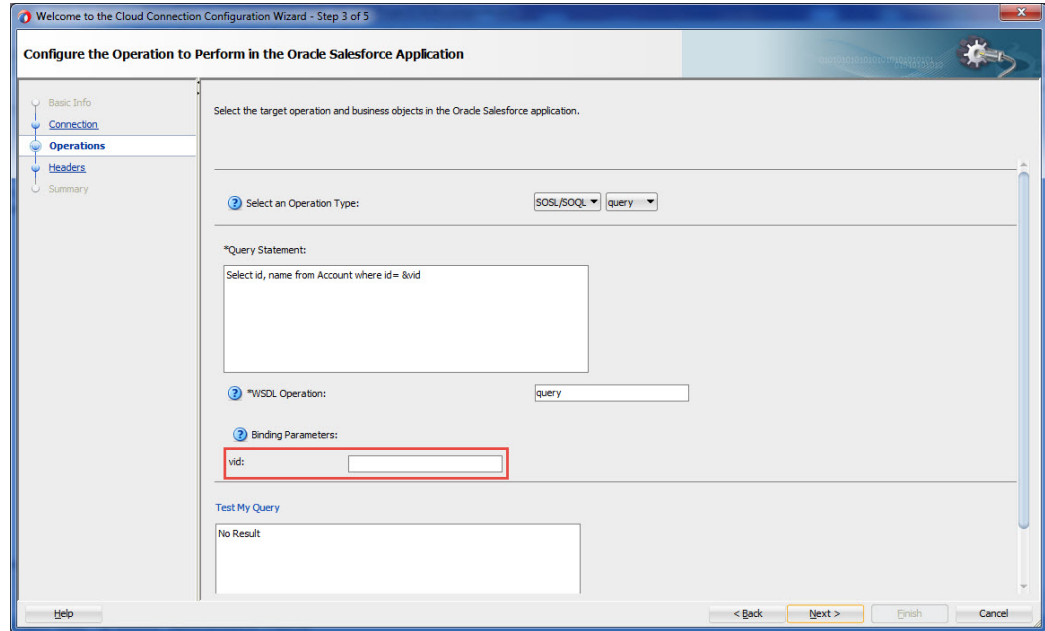 Welcome to the Cloud Connection Configuration Wizard - Step 3 of 5
Configure the Operation to Perform in the Oracle Salesforce Application
Basic Info
Connection
Operations
Headers
Summary
Select the target operation and business objects in the Oracle Salesforce application.
Select an Operation Type: SOSL/SOQL query
*Query Statement:
Select id, name from Account where id= &vid
*WSDL Operation: query
Binding Parameters:
vid:
Test My Query
No Result
Help < Back Next > Finish Cancel